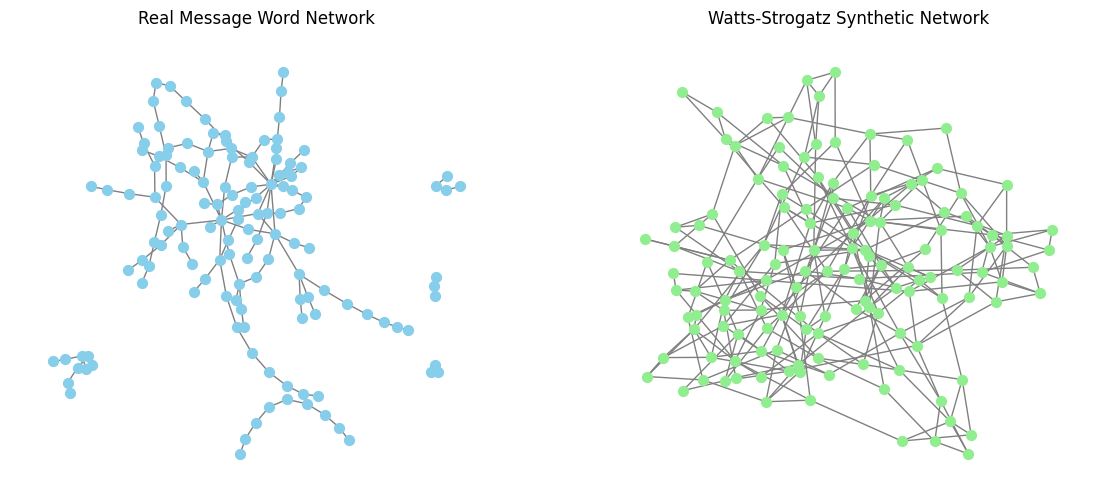 Real Message Word Network
Watts-Strogatz Synthetic Network